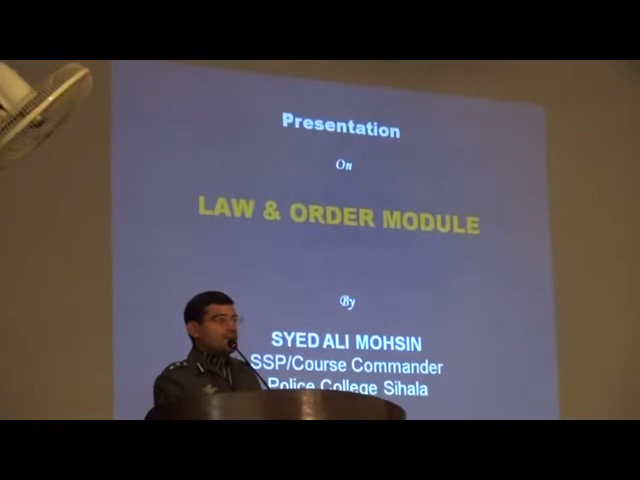 Presentation
On
LAW & ORDER MODULE
By
SYED ALI MOHSIN
SSP/Course Commander
Police College Sihala